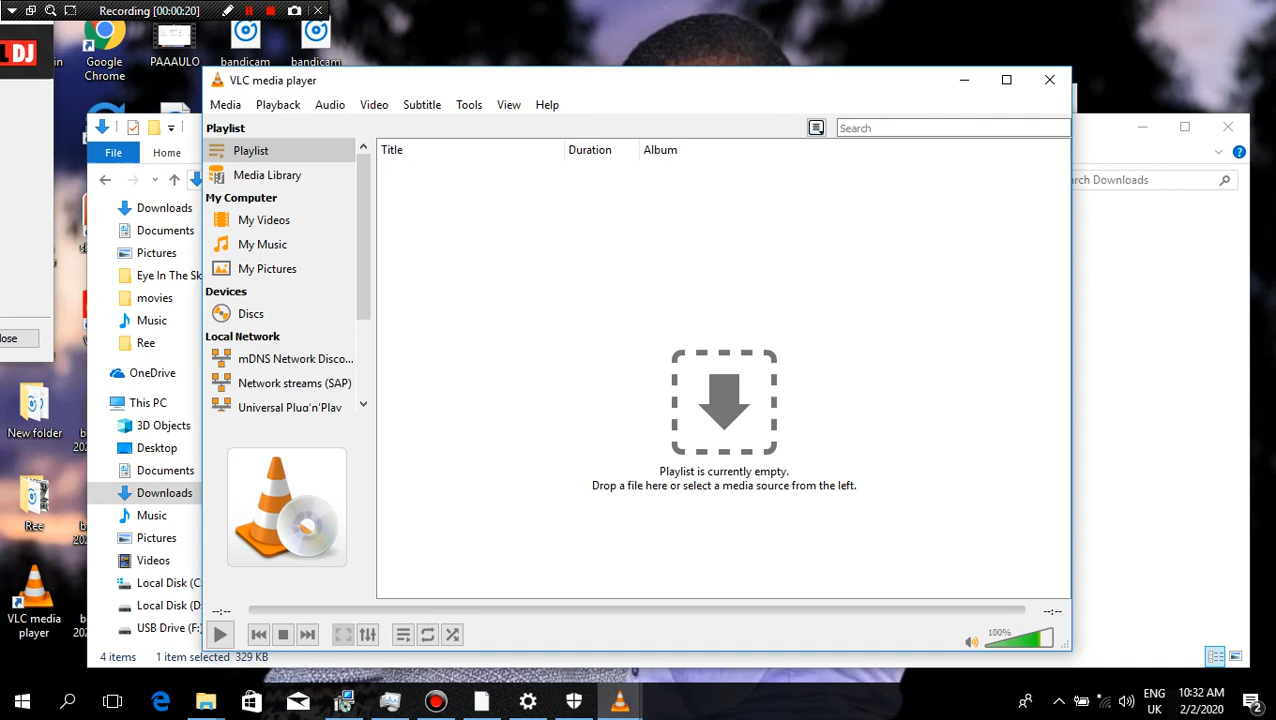 Recording [00:00:20]
DJ
Google
Chrome
PAAAULO
bandicam
bandicam
VLC media player
Media Playback Audio Video Subtitle Tools View Help
Playlist
Search
Playlist
Title Duration Album
Media Library
My Computer
My Videos
My Music
My Pictures
Devices
Discs
Local Network
mDNS Network Disco...
Network streams (SAP)
Universal Plug'n'Play
Playlist is currently empty.
Drop a file here or select a media source from the left.
--:--
--:--
100%
File Home
rch Downloads
Downloads
Documents
Pictures
Eye In The Sk
movies
Music
Ree
OneDrive
This PC
3D Objects
Desktop
Documents
Downloads
Music
Pictures
Videos
Local Disk (C
Local Disk (D
USB Drive (F:
4 items 1 item selected 329 KB
lose
New folder
Ree
VLC media
player
ENG
UK
10:32 AM
2/2/2020
2